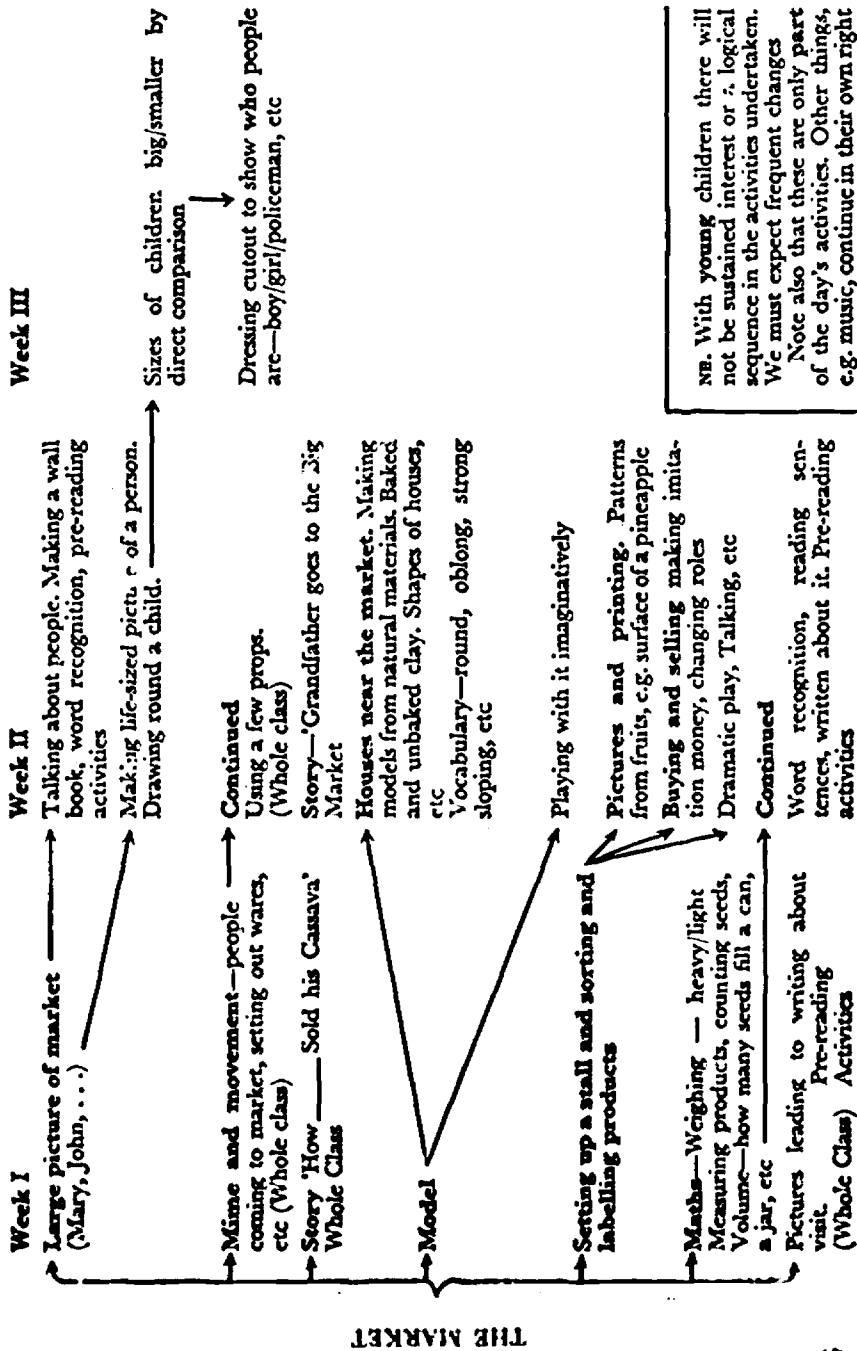 THE MARKET
Week I
Large picture of market
(Mary, John, . . .)
Mime and movement—people
coming to market, setting out wares,
etc (Whole class)
Story 'How ____ Sold his Cassava'
Whole Class
Model
Setting up a stall and sorting and
labelling products
Maths—Weighing — heavy/light
Measuring products, counting seeds,
Volume—how many seeds fill a can,
a jar, etc
Pictures leading to writing about
visit. Pre-reading
(Whole Class) Activities
Week II
Talking about people. Making a wall
book, word recognition, pre-reading
activities
Making life-sized picture of a person.
Drawing round a child.
Continued
Using a few props.
(Whole class)
Story—'Grandfather goes to the Big
Market
Houses near the market. Making
models from natural materials. Baked
and unbaked clay. Shapes of houses,
etc
Vocabulary—round, oblong, strong
sloping, etc
Playing with it imaginatively
Pictures and printing. Patterns
from fruits, e.g. surface of a pineapple
Buying and selling making imita-
tion money, changing roles
Dramatic play, Talking, etc
Continued
Word recognition, reading sen-
tences, written about it. Pre-reading
activities
Week III
Sizes of children big/smaller by
direct comparison
Dressing cutout to show who people
are—boy/girl/policeman, etc
NB. With young children there will
not be sustained interest or logical
sequence in the activities undertaken.
We must expect frequent changes
Note also that these are only part
of the day's activities. Other things,
e.g. music, continue in their own right